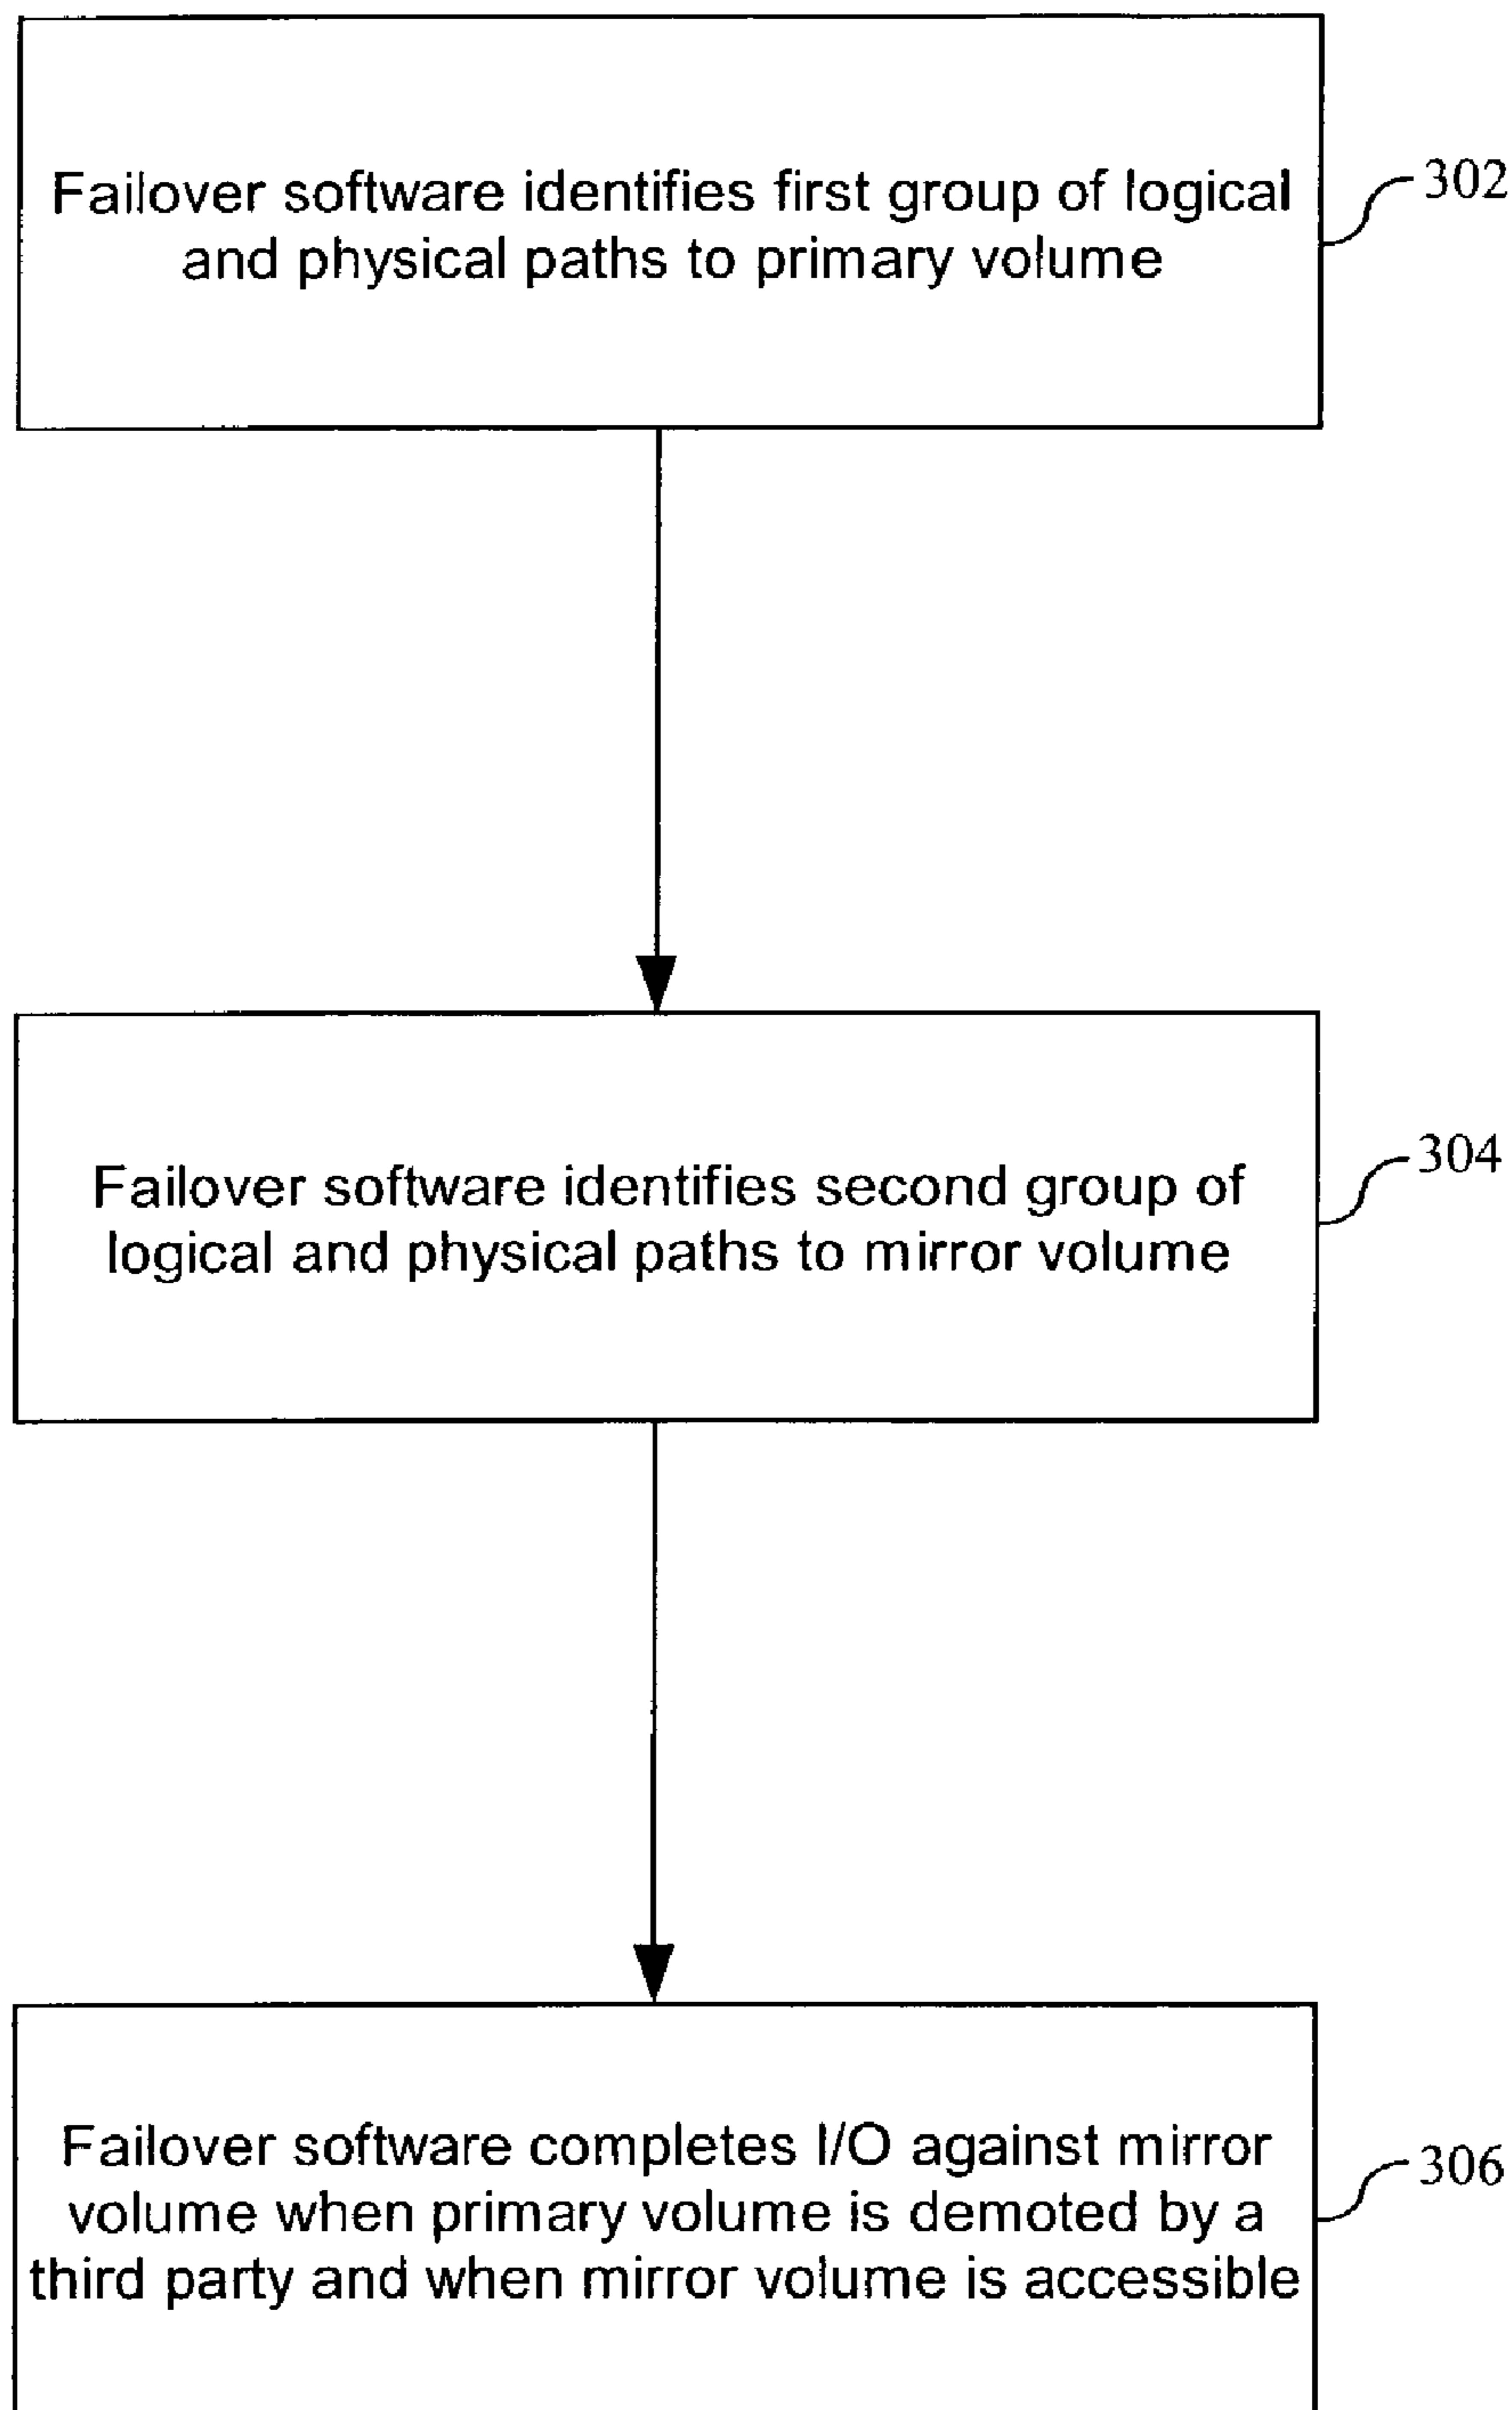 Failover software identifies first group of logical
and physical paths to primary volume
302
Failover software identifies second group of
logical and physical paths to mirror volume
304
Failover software completes I/O against mirror
volume when primary volume is demoted by a
third party and when mirror volume is accessible
306